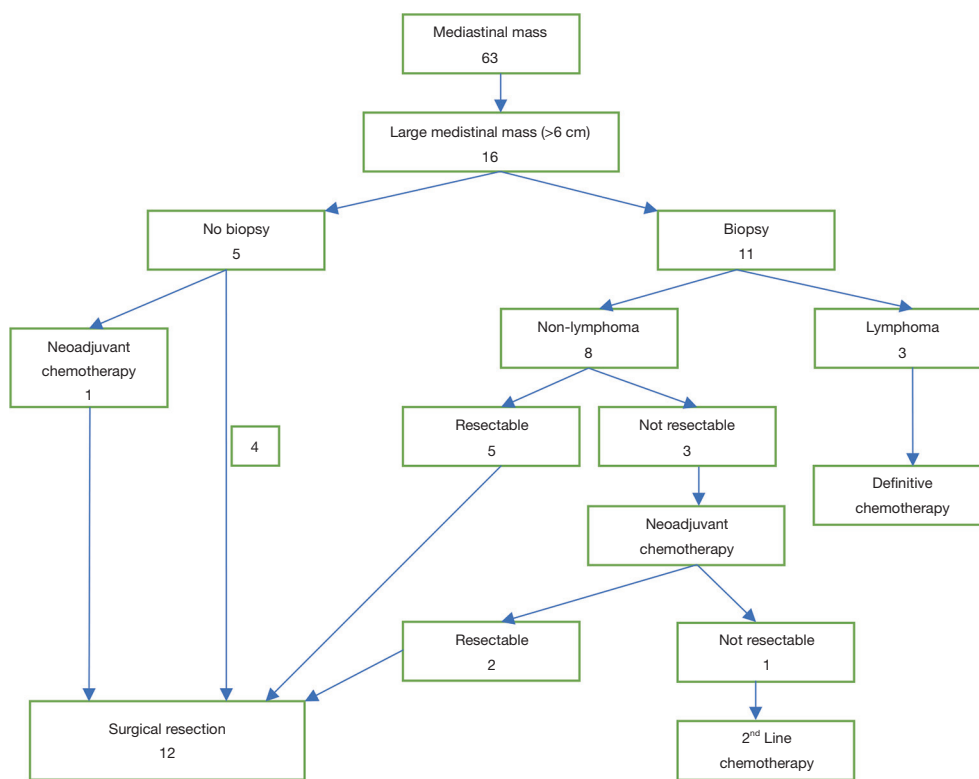 Mediastinal mass
63
Large medistinal mass (>6 cm)
16
No biopsy
5
Biopsy
11
Neoadjuvant
chemotherapy
1
Non-lymphoma
8
Lymphoma
3
4
Resectable
5
Not resectable
3
Definitive
chemotherapy
Neoadjuvant
chemotherapy
Resectable
2
Not resectable
1
Surgical resection
12
2nd Line
chemotherapy